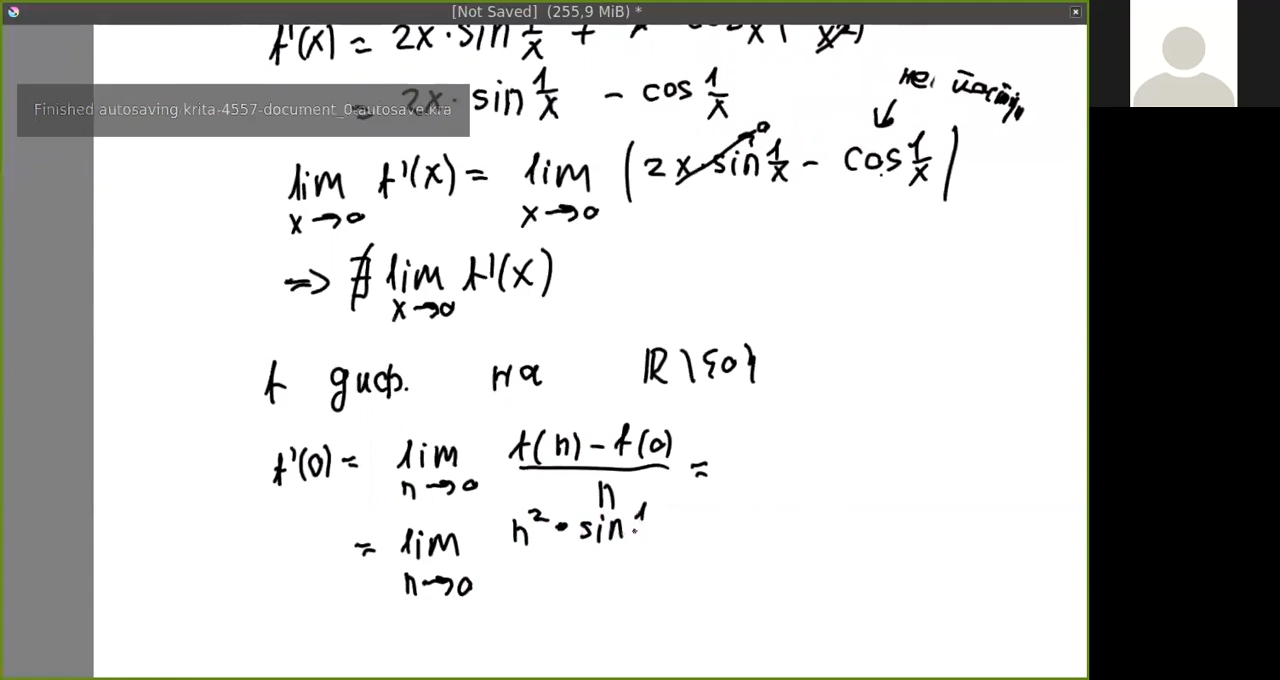 [Not Saved] (255,9 MiB) *
f'(x) = 2x · sin 1/x +
Finished autosaving krita-4557-document_0-autosave.kra
= 2x · sin 1/x - cos 1/x
lim x→0 f'(x) = lim x→0 (2x sin 1/x - cos 1/x)
0
=> ∄ lim x→0 f'(x)
f диф. на ℝ \ {0}
f'(0) = lim h→0 (f(h) - f(0))/h =
= lim h→0 h² · sin 1